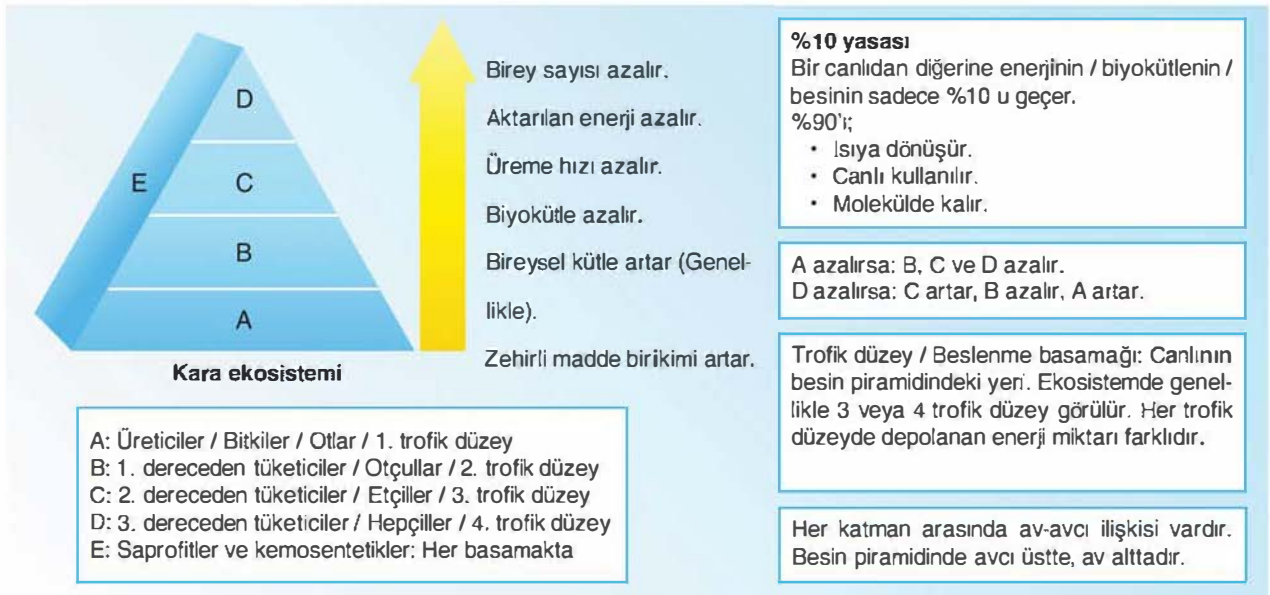 D
C
B
A
E
Kara ekosistemi
Birey sayısı azalır.
Aktarılan enerji azalır.
Üreme hızı azalır.
Biyokütle azalır.
Bireysel kütle artar (Genel-
likle).
Zehirli madde birikimi artar.
%10 yasası
Bir canlıdan diğerine enerjinin / biyokütlenin /
besinin sadece %10 u geçer.
%90'ı;
• Isıya dönüşür.
• Canlı kullanılır.
• Molekülde kalır.
A azalırsa: B, C ve D azalır.
D azalırsa: C artar, B azalır, A artar.
Trofik düzey / Beslenme basamağı: Canlının
besin piramidindeki yeri. Ekosistemde genel-
likle 3 veya 4 trofik düzey görülür. Her trofik
düzeyde depolanan enerji miktarı farklıdır.
Her katman arasında av-avcı ilişkisi vardır.
Besin piramidinde avcı üstte, av alttadır.
A: Üreticiler / Bitkiler / Otlar / 1. trofik düzey
B: 1. dereceden tüketiciler / Otçullar / 2. trofik düzey
C: 2. dereceden tüketiciler / Etçiller / 3. trofik düzey
D: 3. dereceden tüketiciler / Hepçiller / 4. trofik düzey
E: Saprofitler ve kemosentetikler: Her basamakta